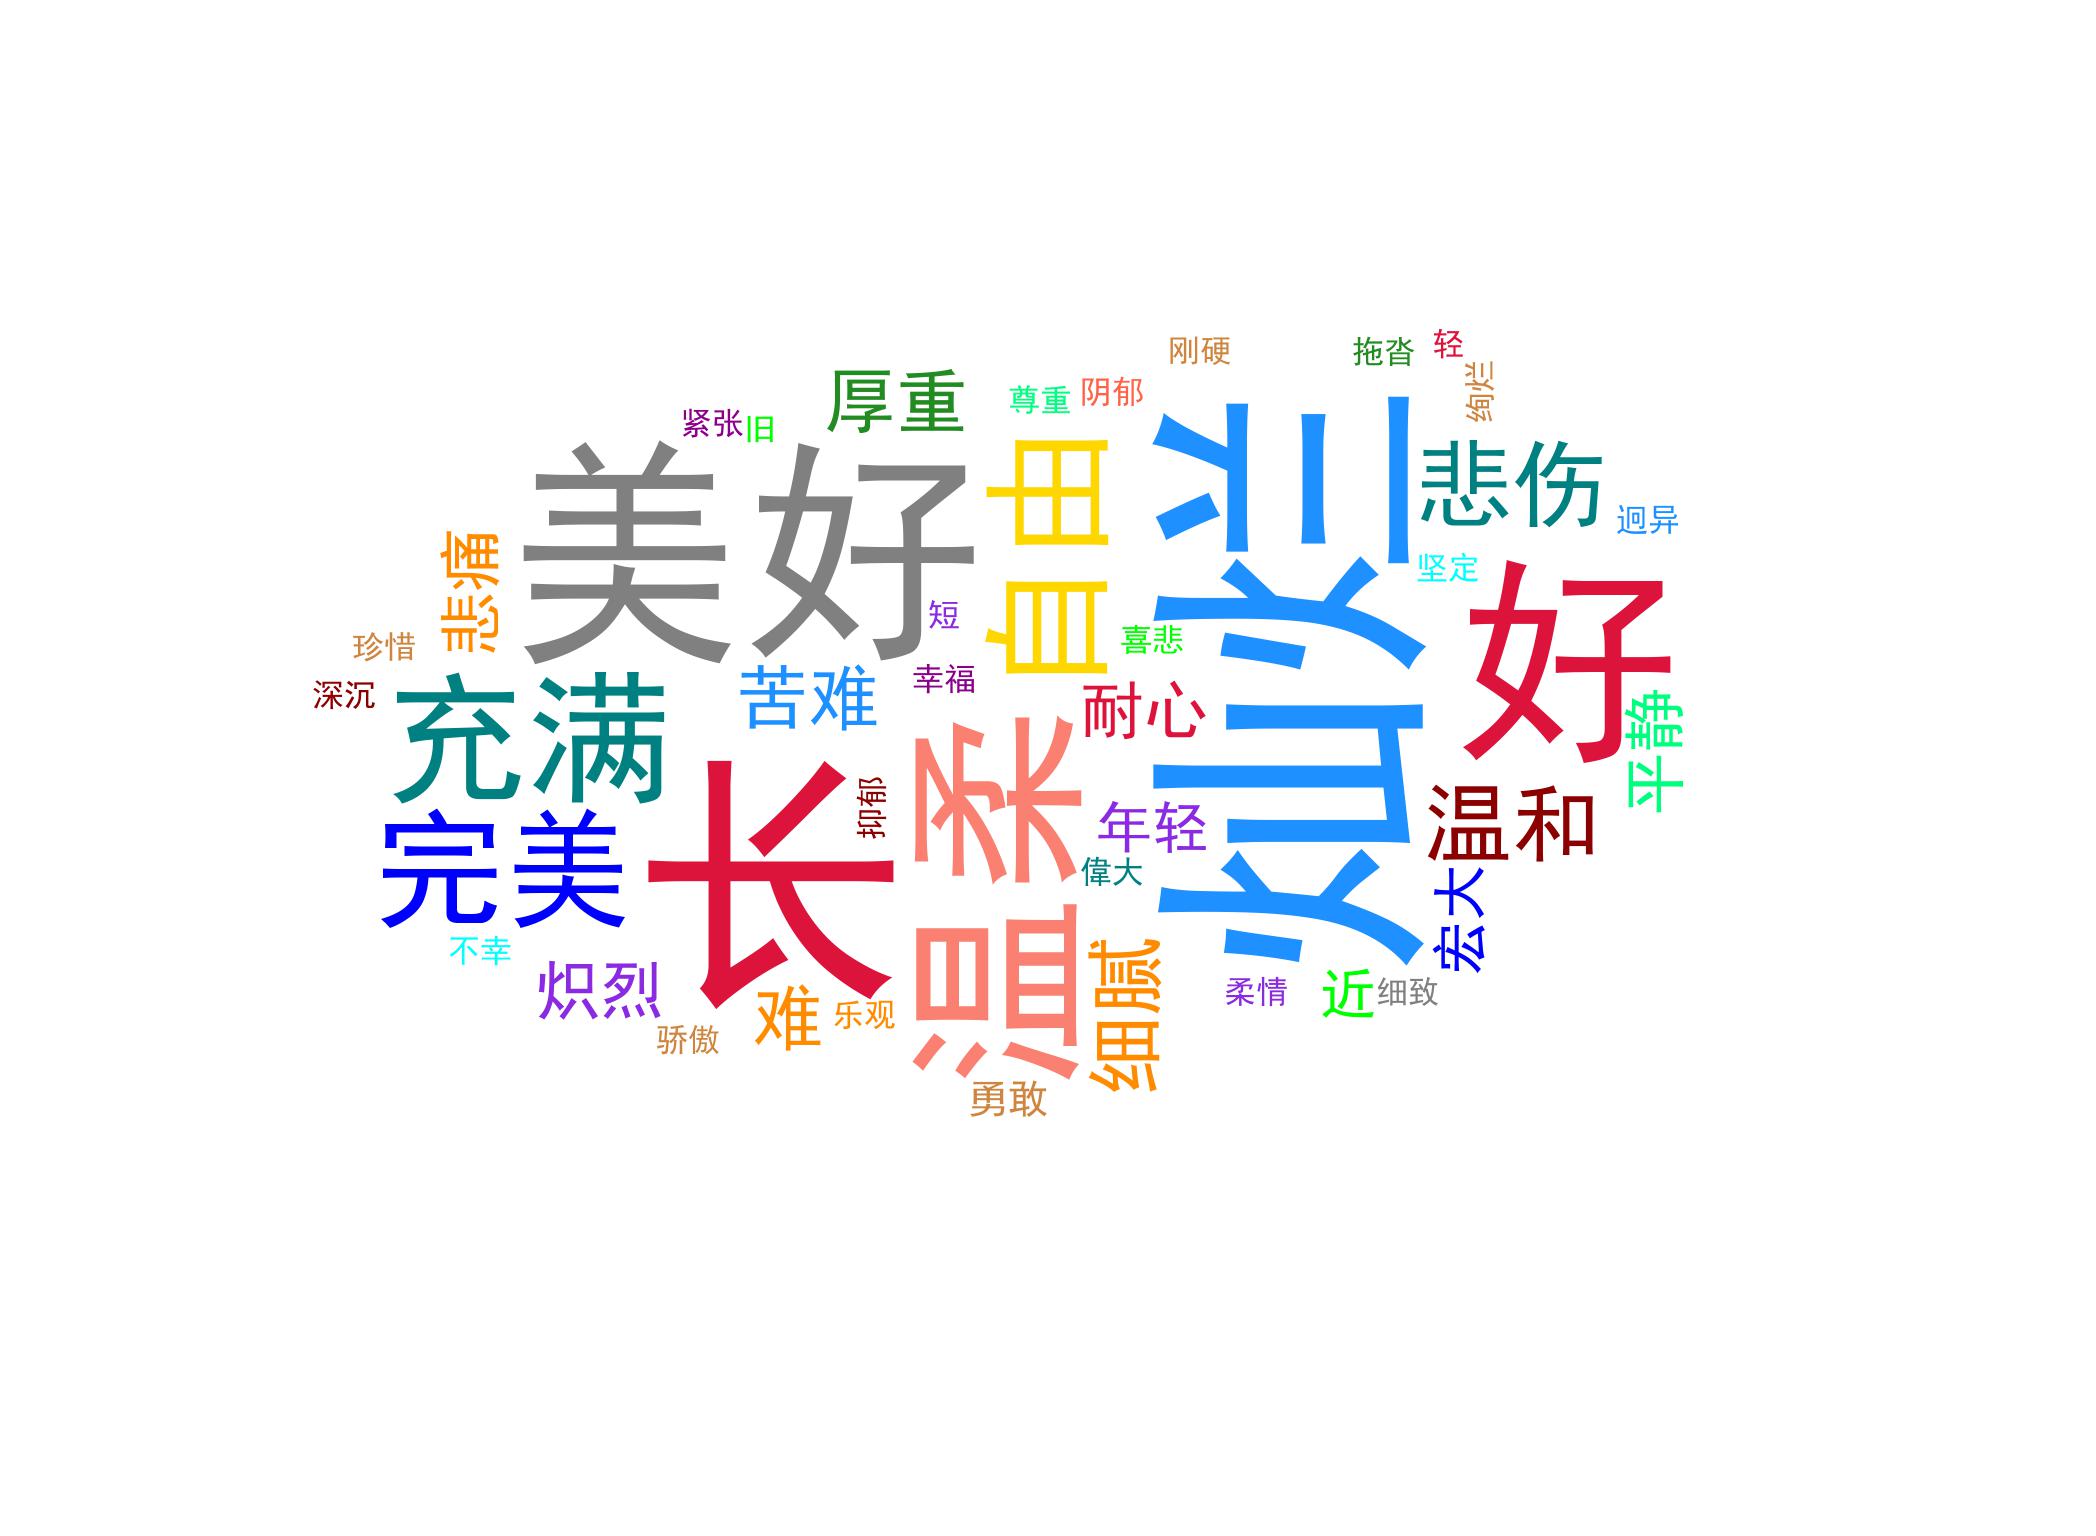 刚硬
拖沓
轻
绚烂
厚重
尊重
阴郁
紧张
旧
美好
自由
灿烂
悲伤
迥异
坚定
悲痛
短
喜悲
好
珍惜
深沉
充满
苦难
幸福
耐心
平静
长
抑郁
温柔
年轻
温和
完美
偉大
宏大
不幸
炽烈
难
乐观
细腻
柔情
近
细致
骄傲
勇敢